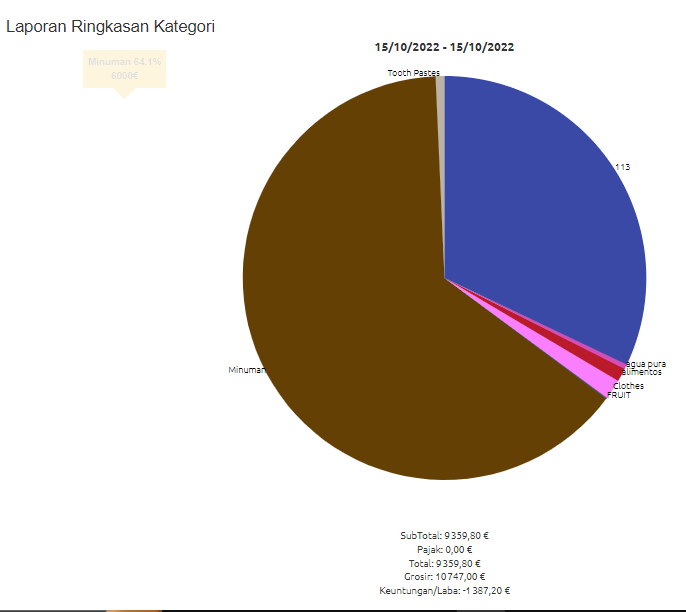 Laporan Ringkasan Kategori
15/10/2022 - 15/10/2022
Minuman 64.1%
6000€
Tooth Pastes
113
agua pura
alimentos
Minuman
Clothes
FRUIT
SubTotal: 9 359,80 €
Pajak: 0,00 €
Total: 9 359,80 €
Grosir: 10 747,00 €
Keuntungan/Laba: -1 387,20 €